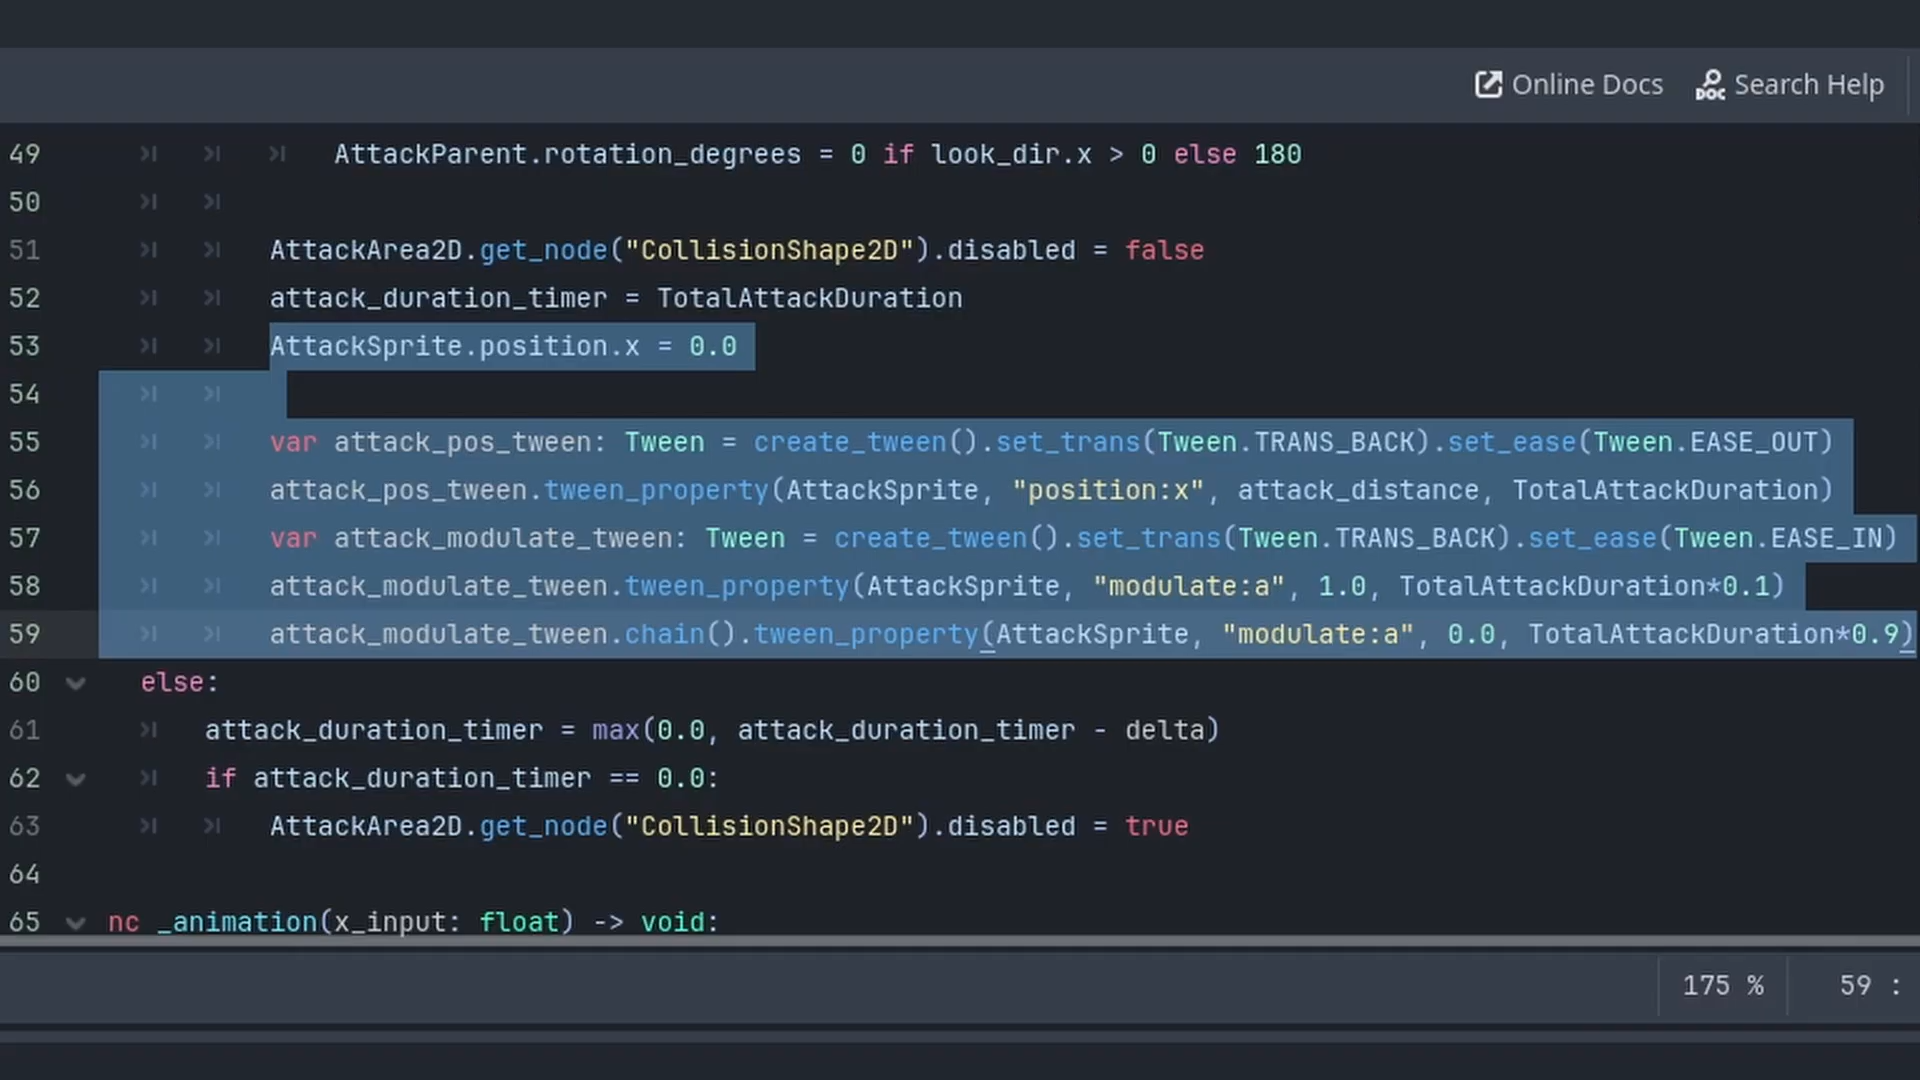 Online Docs
Search Help
49 AttackParent.rotation_degrees = 0 if look_dir.x > 0 else 180
50
51 AttackArea2D.get_node("CollisionShape2D").disabled = false
52 attack_duration_timer = TotalAttackDuration
53 AttackSprite.position.x = 0.0
54
55 var attack_pos_tween: Tween = create_tween().set_trans(Tween.TRANS_BACK).set_ease(Tween.EASE_OUT)
56 attack_pos_tween.tween_property(AttackSprite, "position:x", attack_distance, TotalAttackDuration)
57 var attack_modulate_tween: Tween = create_tween().set_trans(Tween.TRANS_BACK).set_ease(Tween.EASE_IN)
58 attack_modulate_tween.tween_property(AttackSprite, "modulate:a", 1.0, TotalAttackDuration*0.1)
59 attack_modulate_tween.chain().tween_property(AttackSprite, "modulate:a", 0.0, TotalAttackDuration*0.9)
60 else:
61 attack_duration_timer = max(0.0, attack_duration_timer - delta)
62 if attack_duration_timer == 0.0:
63 AttackArea2D.get_node("CollisionShape2D").disabled = true
64
65 nc _animation(x_input: float) -> void:
175 %
59 :